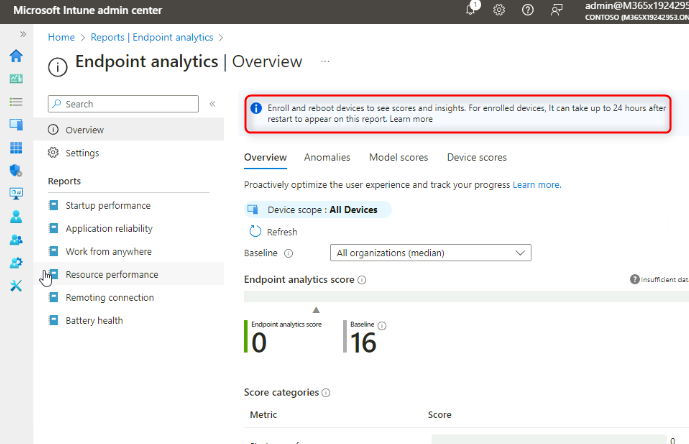 Microsoft Intune admin center
1
admin@M365x1924295
CONTOSO (M365X19242953.ON
Home > Reports | Endpoint analytics >
Endpoint analytics | Overview ...
Search
Overview
Settings
Reports
Startup performance
Application reliability
Work from anywhere
Resource performance
Remoting connection
Battery health
Enroll and reboot devices to see scores and insights. For enrolled devices, It can take up to 24 hours after
restart to appear on this report. Learn more
Overview Anomalies Model scores Device scores
Proactively optimize the user experience and track your progress Learn more.
Device scope : All Devices
Refresh
Baseline All organizations (median)
Endpoint analytics score
Insufficient dat
Endpoint analytics score
0
Baseline
16
Score categories
Metric Score
0